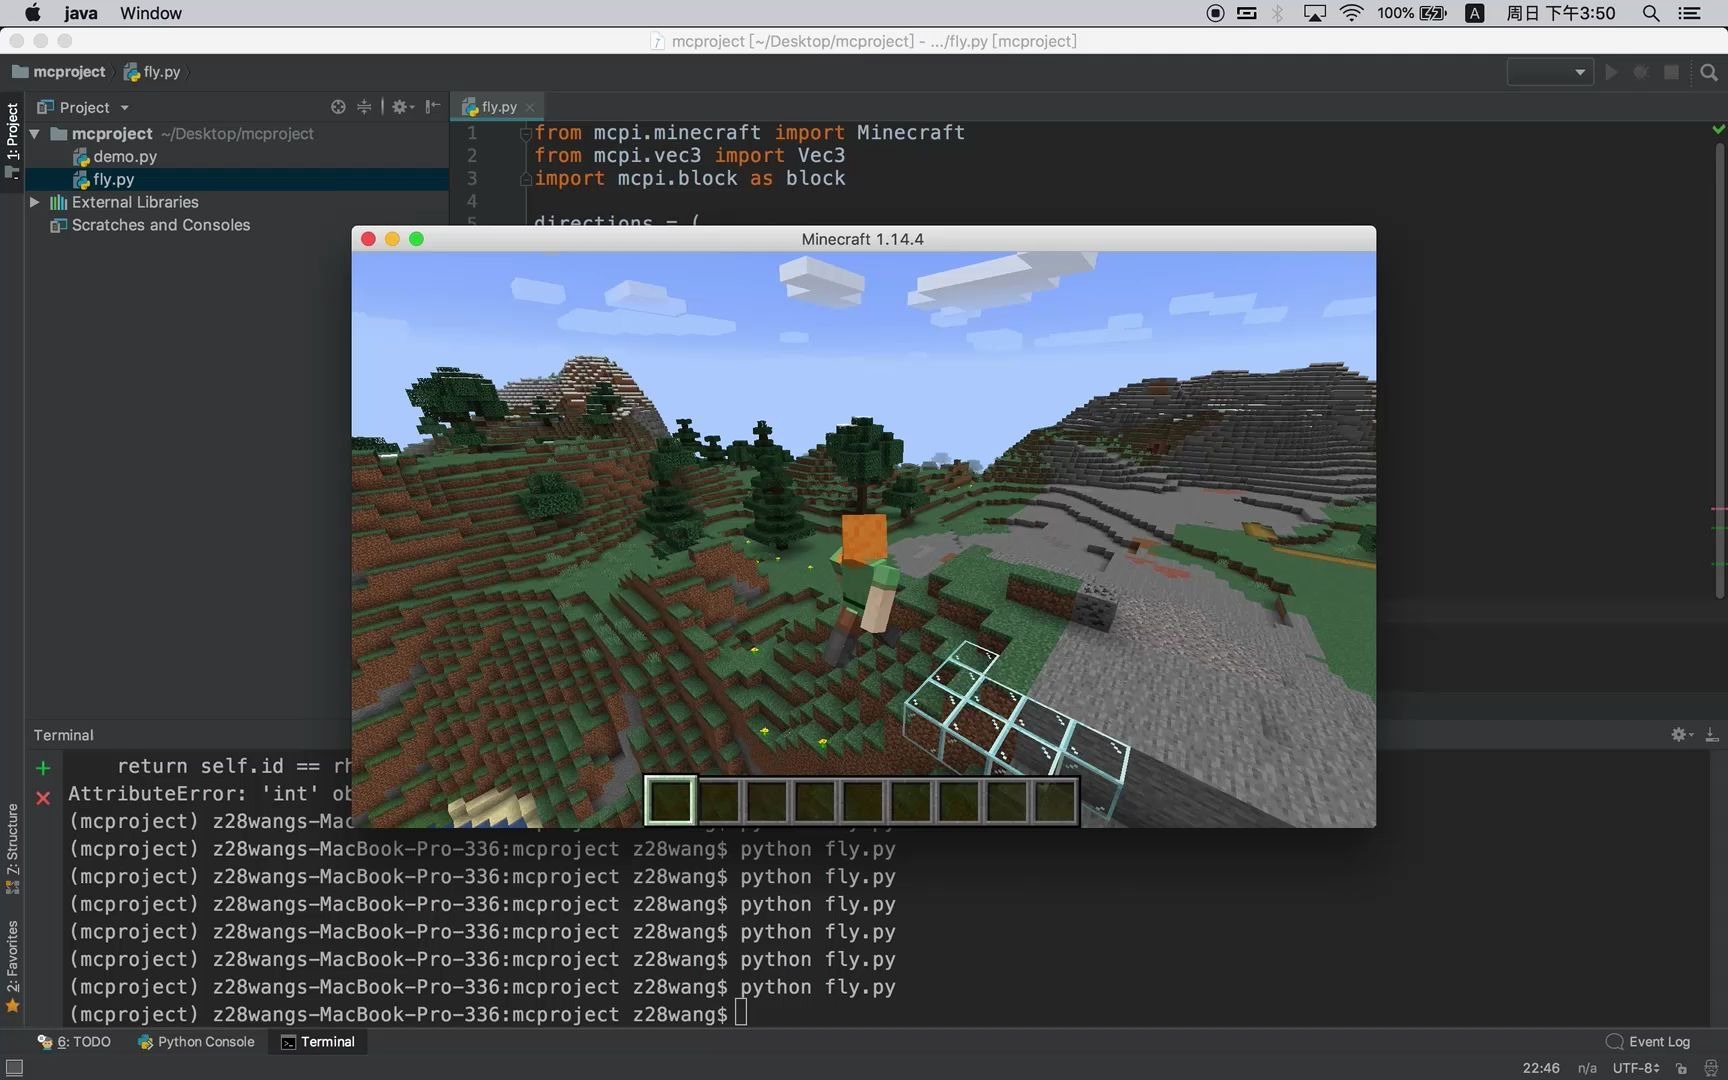 java Window 100% A 周日 下午3:50
mcproject [~/Desktop/mcproject] - .../fly.py [mcproject]
mcproject fly.py
1: Project
Project
fly.py
mcproject ~/Desktop/mcproject
demo.py
fly.py
External Libraries
Scratches and Consoles
1 from mcpi.minecraft import Minecraft
2 from mcpi.vec3 import Vec3
3 import mcpi.block as block
4
5 directions = (
Minecraft 1.14.4
Terminal
return self.id == rh
AttributeError: 'int' ob
(mcproject) z28wangs-Mac
(mcproject) z28wangs-MacBook-Pro-336:mcproject z28wang$ python fly.py
(mcproject) z28wangs-MacBook-Pro-336:mcproject z28wang$ python fly.py
(mcproject) z28wangs-MacBook-Pro-336:mcproject z28wang$ python fly.py
(mcproject) z28wangs-MacBook-Pro-336:mcproject z28wang$ python fly.py
(mcproject) z28wangs-MacBook-Pro-336:mcproject z28wang$ python fly.py
(mcproject) z28wangs-MacBook-Pro-336:mcproject z28wang$ python fly.py
(mcproject) z28wangs-MacBook-Pro-336:mcproject z28wang$
Z: Structure
2: Favorites
6: TODO Python Console Terminal Event Log
22:46 n/a UTF-8